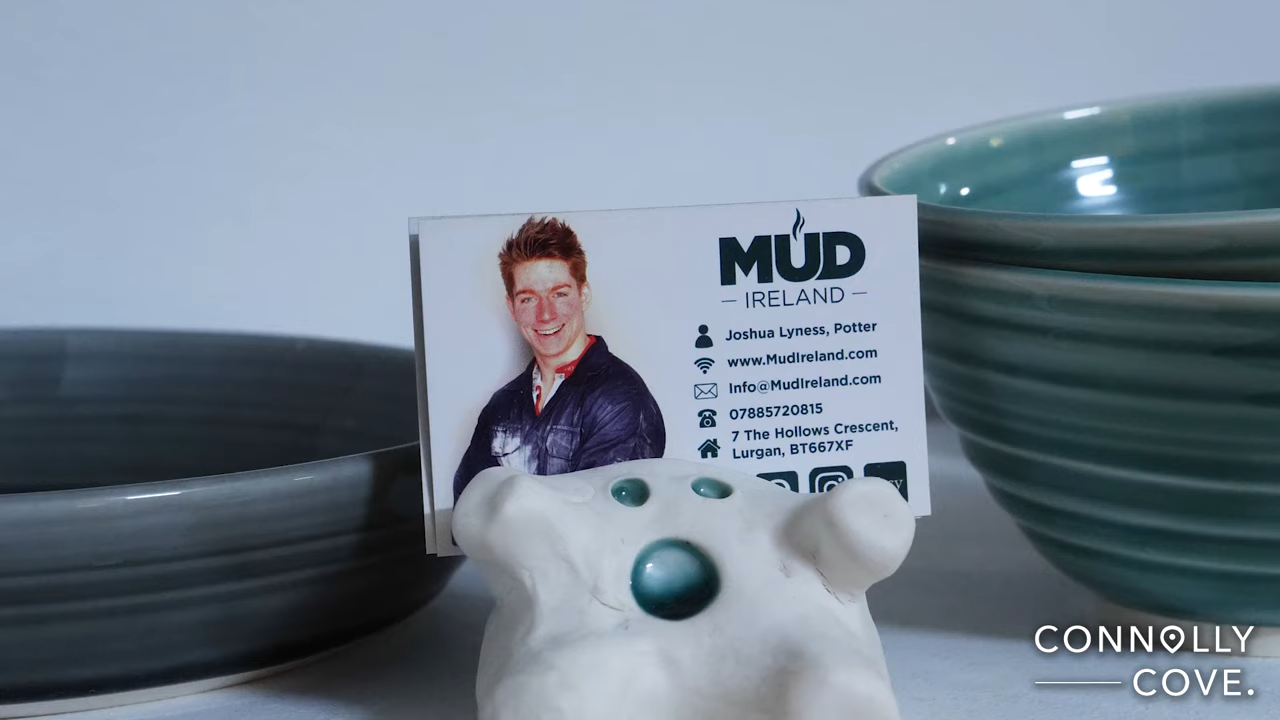 MUD
IRELAND
Joshua Lyness, Potter
www.MudIreland.com
Info@MudIreland.com
07885720815
7 The Hollows Crescent,
Lurgan, BT667XF
CONNOLLY
COVE.